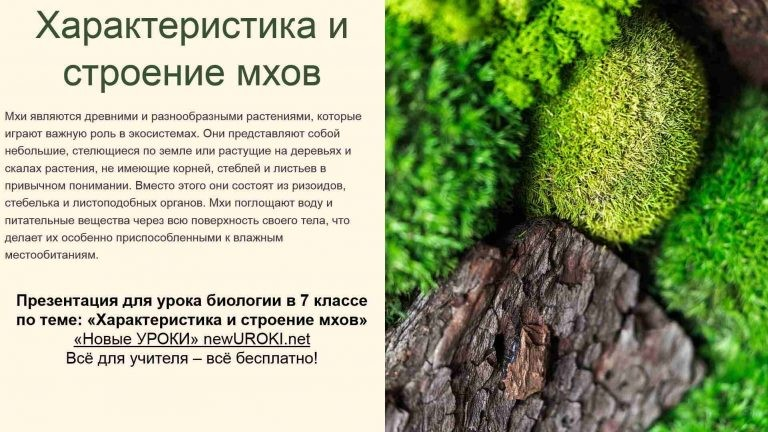 Характеристика и
строение мхов
Мхи являются древними и разнообразными растениями, которые
играют важную роль в экосистемах. Они представляют собой
небольшие, стелющиеся по земле или растущие на деревьях и
скалах растения, не имеющие корней, стеблей и листьев в
привычном понимании. Вместо этого они состоят из ризоидов,
стебелька и листоподобных органов. Мхи поглощают воду и
питательные вещества через всю поверхность своего тела, что
делает их особенно приспособленными к влажным
местообитаниям.
Презентация для урока биологии в 7 классе
по теме: «Характеристика и строение мхов»
«Новые УРОКИ» newUROKI.net
Всё для учителя – всё бесплатно!